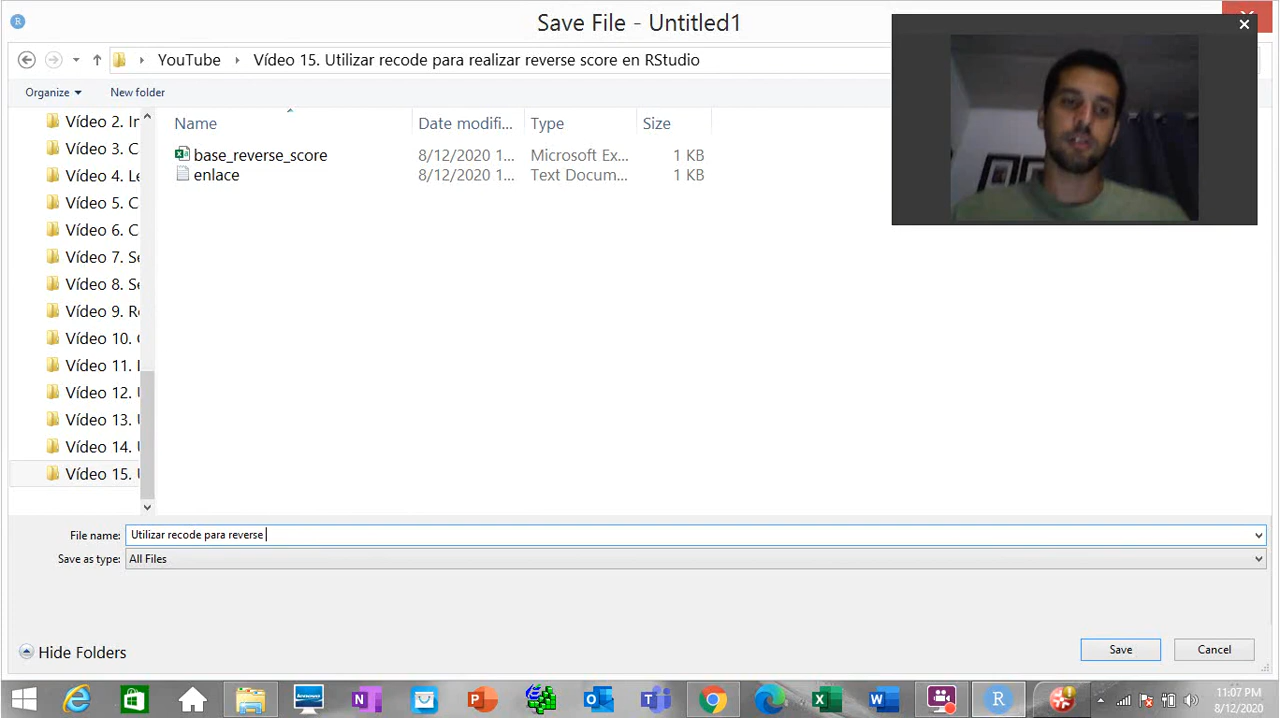 Save File - Untitled1
YouTube Vídeo 15. Utilizar recode para realizar reverse score en RStudio
Organize New folder
Name Date modifi... Type Size
base_reverse_score 8/12/2020 1... Microsoft Ex... 1 KB
enlace 8/12/2020 1... Text Docum... 1 KB
Vídeo 2. In
Vídeo 3. C
Vídeo 4. Le
Vídeo 5. C
Vídeo 6. C
Vídeo 7. Se
Vídeo 8. Se
Vídeo 9. Re
Vídeo 10. C
Vídeo 11. I
Vídeo 12. U
Vídeo 13. U
Vídeo 14. U
Vídeo 15. U
File name: Utilizar recode para reverse
Save as type: All Files
Hide Folders
Save Cancel
11:07 PM
8/12/2020